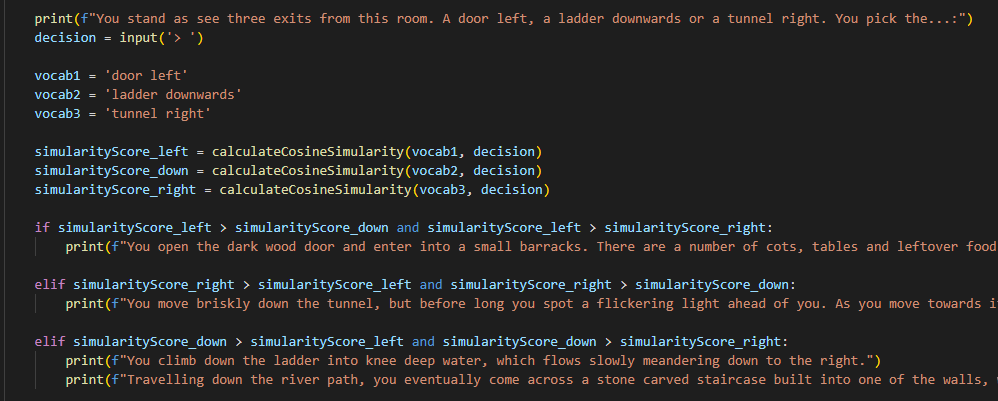 print(f"You stand as see three exits from this room. A door left, a ladder downwards or a tunnel right. You pick the...:")
decision = input('> ')
vocab1 = 'door left'
vocab2 = 'ladder downwards'
vocab3 = 'tunnel right'
simularityScore_left = calculateCosineSimularity(vocab1, decision)
simularityScore_down = calculateCosineSimularity(vocab2, decision)
simularityScore_right = calculateCosineSimularity(vocab3, decision)
if simularityScore_left > simularityScore_down and simularityScore_left > simularityScore_right:
print(f"You open the dark wood door and enter into a small barracks. There are a number of cots, tables and leftover food
elif simularityScore_right > simularityScore_left and simularityScore_right > simularityScore_down:
print(f"You move briskly down the tunnel, but before long you spot a flickering light ahead of you. As you move towards
elif simularityScore_down > simularityScore_left and simularityScore_down > simularityScore_right:
print(f"You climb down the ladder into knee deep water, which flows slowly meandering down to the right.")
print(f"Travelling down the river path, you eventually come across a stone carved staircase built into one of the walls,